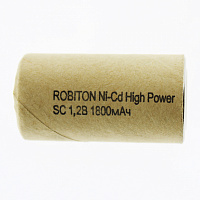 ROBITON Ni-Cd High Power
SC 1,2В 1800мАч